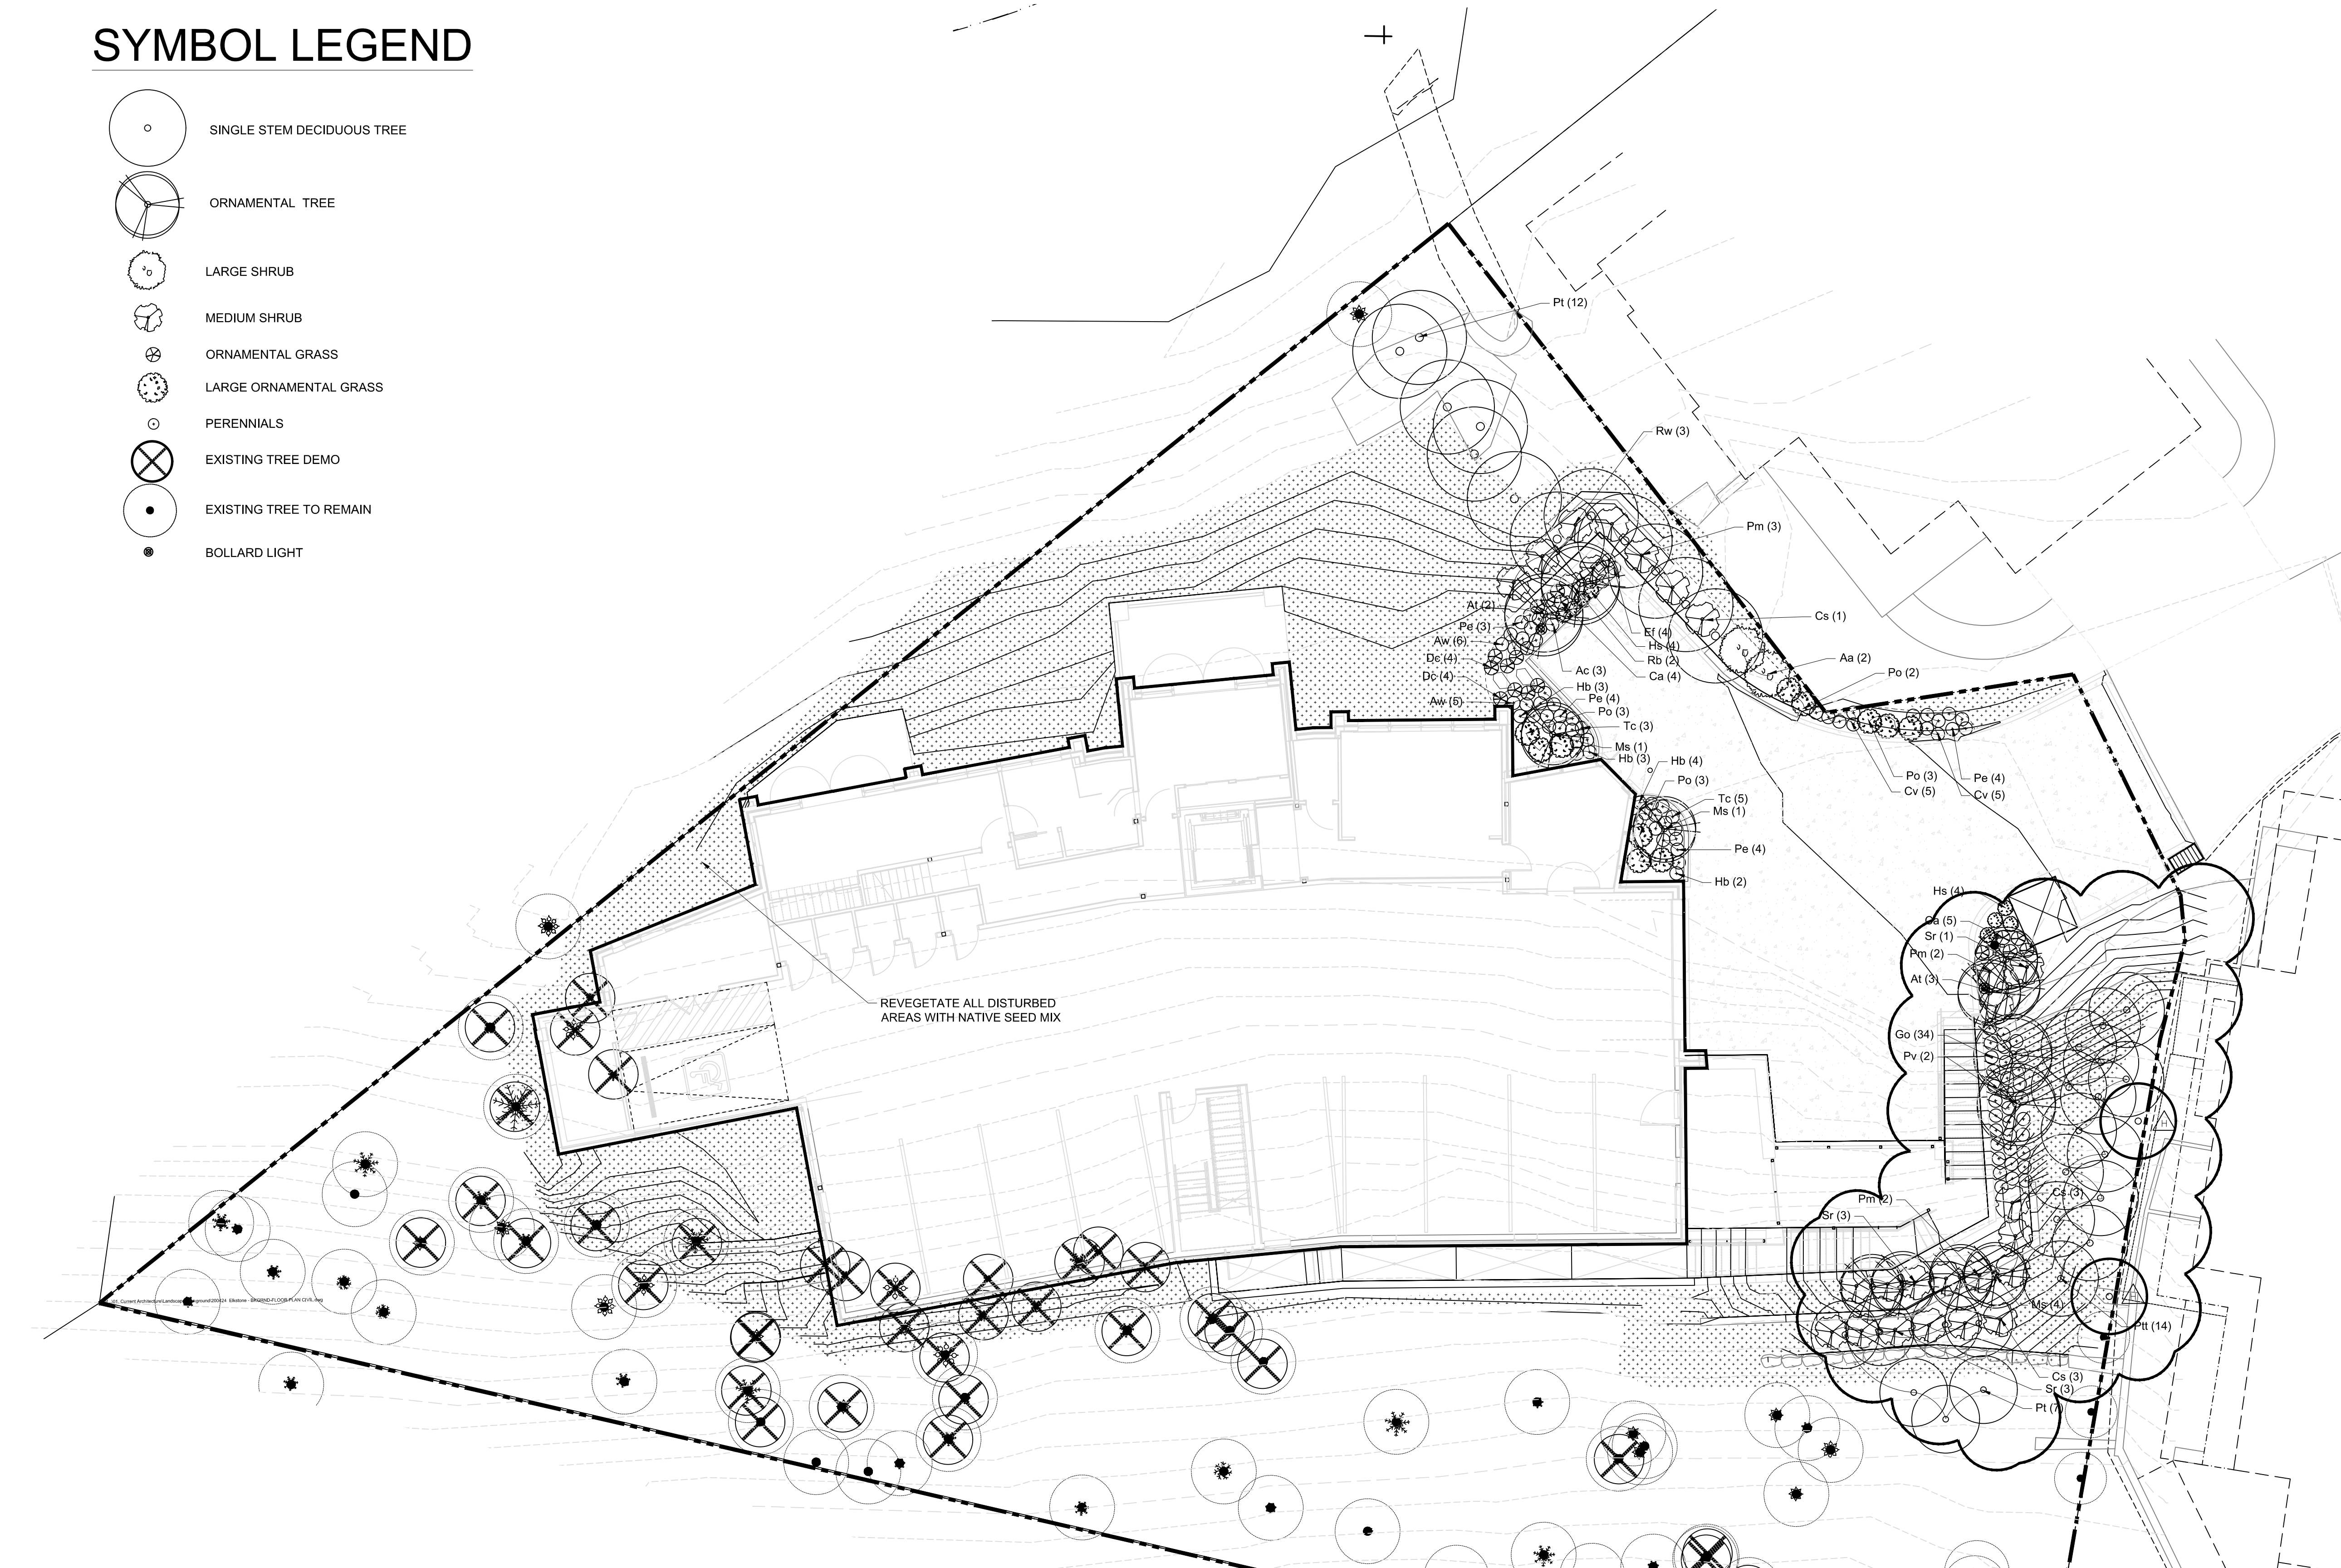 SYMBOL LEGEND
SINGLE STEM DECIDUOUS TREE
ORNAMENTAL TREE
LARGE SHRUB
MEDIUM SHRUB
ORNAMENTAL GRASS
LARGE ORNAMENTAL GRASS
PERENNIALS
EXISTING TREE DEMO
EXISTING TREE TO REMAIN
BOLLARD LIGHT
Pt (12)
Rw (3)
Pm (3)
At (2)
Pe (3)
Aw (6)
Dc (4)
Dc (4)
Aw (5)
Cs (1)
Ef (4)
Hs (4)
Rb (2)
Ca (4)
Ac (3)
Hb (3)
Pe (4)
Po (3)
Tc (3)
Ms (1)
Hb (3)
Aa (2)
Po (2)
Hb (4)
Po (3)
Tc (5)
Ms (1)
Pe (4)
Hb (2)
Po (3)
Cv (5)
Pe (4)
Cv (5)
Hs (4)
Ca (5)
Sr (1)
Pm (2)
At (3)
Go (34)
Pv (2)
REVEGETATE ALL DISTURBED
AREAS WITH NATIVE SEED MIX
Cs (3)
Pm (2)
Sr (3)
Ms (4)
Ptt (14)
Cs (3)
Sr (3)
Pt (7)
H